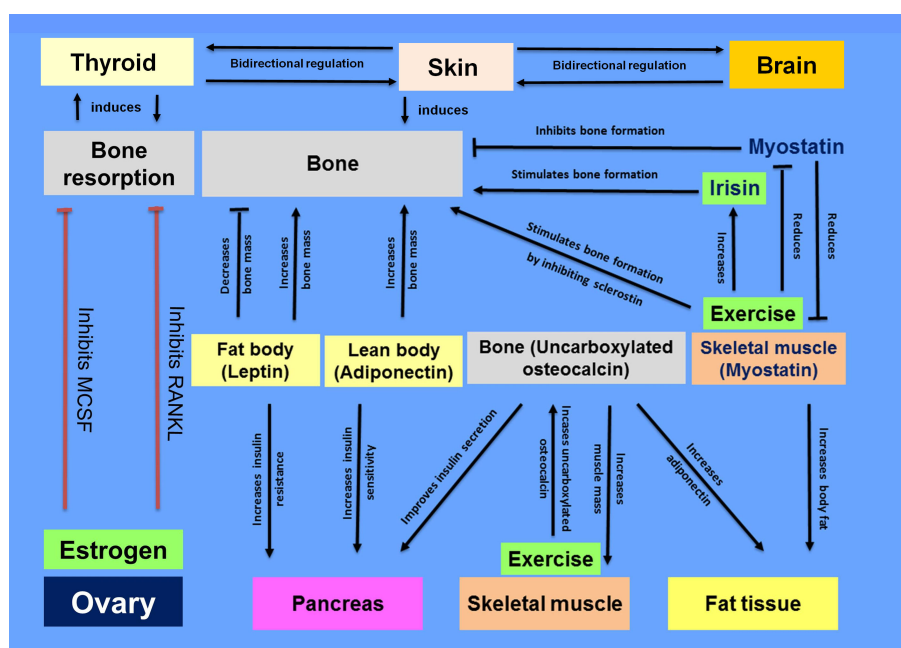 Thyroid
Bidirectional regulation
Skin
Bidirectional regulation
Brain
induces
induces
Bone
resorption
Bone
Inhibits bone formation
Myostatin
Stimulates bone formation
Irisin
Decreases
bone mass
Increases
bone mass
Increases
bone mass
Stimulates bone formation
by inhibiting sclerostin
Increases
Reduces
Reduces
Exercise
Inhibits MCSF
Inhibits RANKL
Fat body
(Leptin)
Lean body
(Adiponectin)
Bone (Uncarboxylated
osteocalcin)
Skeletal muscle
(Myostatin)
Increases insulin
resistance
Increases insulin
sensitivity
Improves insulin secretion
Incases uncarboxylated
osteocalcin
Increases
muscle mass
Increases
adiponectin
Increases body fat
Estrogen
Exercise
Ovary
Pancreas
Skeletal muscle
Fat tissue